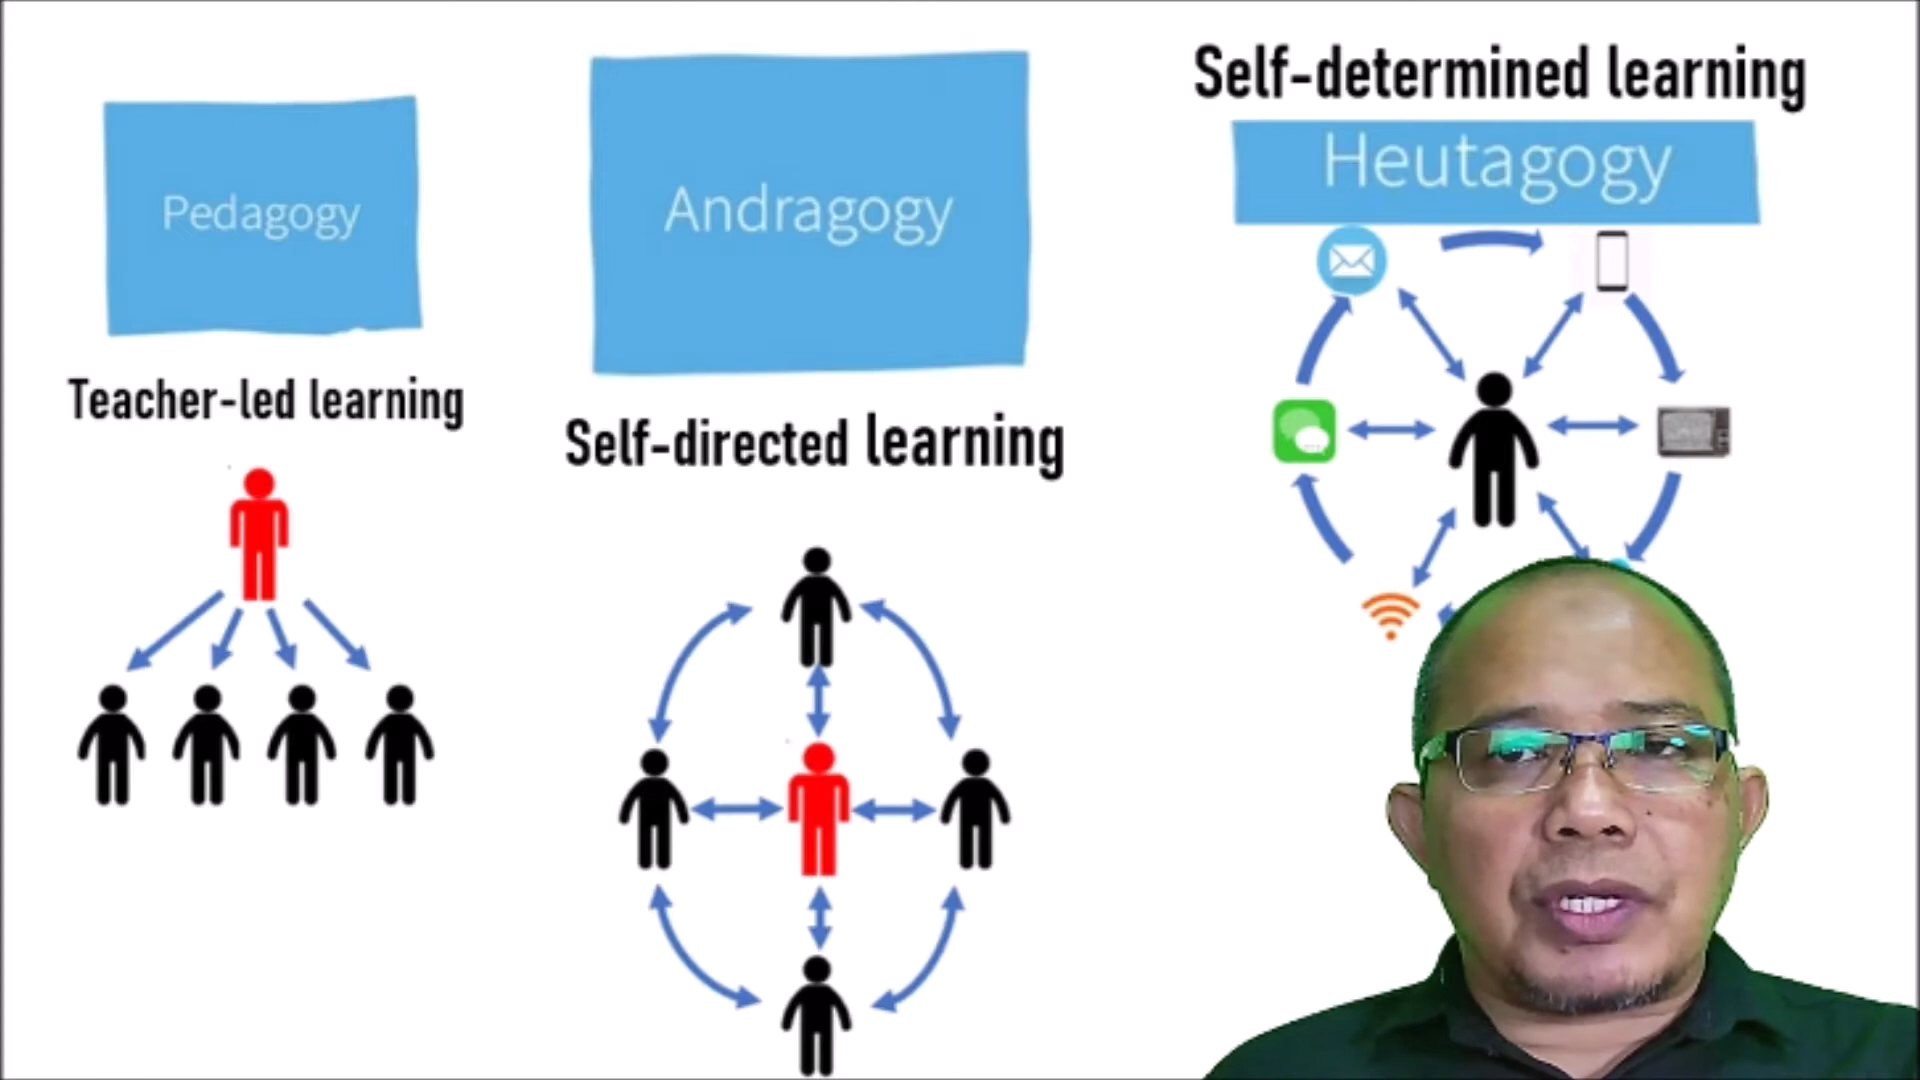 Pedagogy
Teacher-led learning
Andragogy
Self-directed learning
Self-determined learning
Heutagogy